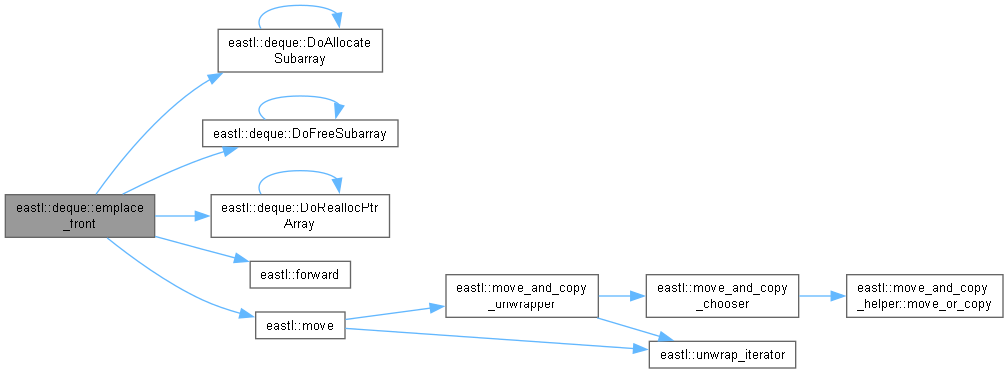 eastl::deque::DoAllocate
Subarray
eastl::deque::DoFreeSubarray
eastl::deque::emplace
_front
eastl::deque::DoReallocPtr
Array
eastl::forward
eastl::move
eastl::move_and_copy
_unwrapper
eastl::move_and_copy
_chooser
eastl::move_and_copy
_helper::move_or_copy
eastl::unwrap_iterator